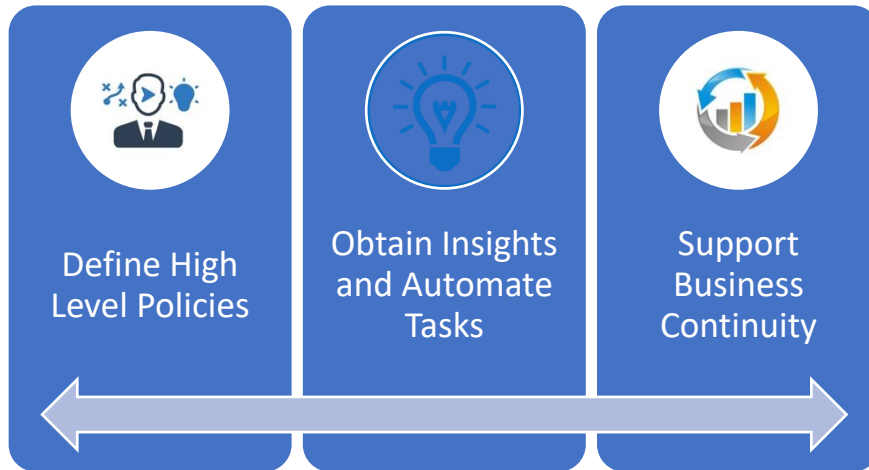 Define High
Level Policies
Obtain Insights
and Automate
Tasks
Support
Business
Continuity